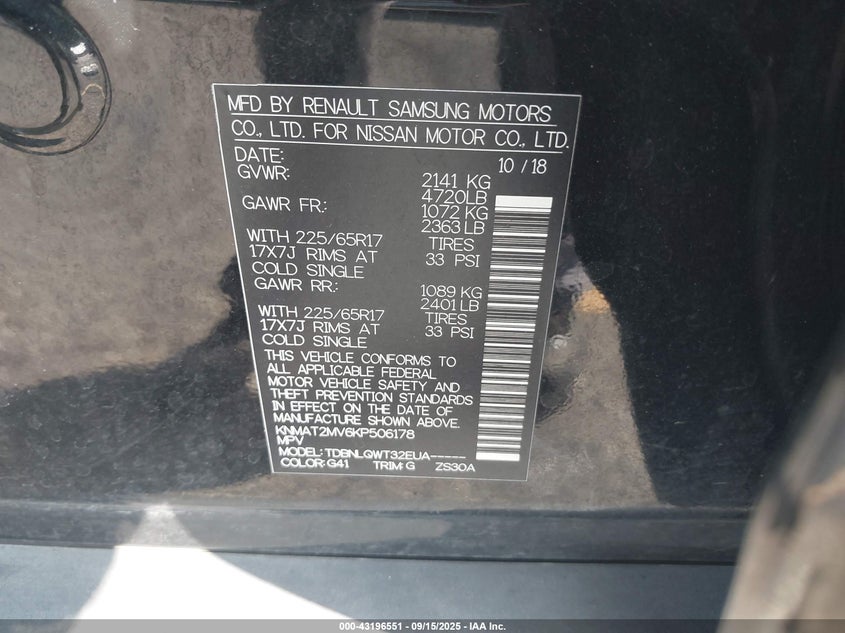 MFD BY RENAULT SAMSUNG MOTORS
CO., LTD. FOR NISSAN MOTOR CO., LTD.
DATE: 10 / 18
GVWR: 2141 KG
4720LB
GAWR FR: 1072 KG
2363 LB
WITH 225/65R17 TIRES
17X7J RIMS AT 33 PSI
COLD SINGLE
GAWR RR: 1089 KG
2401 LB
WITH 225/65R17 TIRES
17X7J RIMS AT 33 PSI
COLD SINGLE
THIS VEHICLE CONFORMS TO
ALL APPLICABLE FEDERAL
MOTOR VEHICLE SAFETY AND
THEFT PREVENTION STANDARDS
IN EFFECT ON THE DATE OF
MANUFACTURE SHOWN ABOVE.
KNMAT2MV6KP506178
MPV
MODEL: TDBNLQWT32EUA-----
COLOR: G41 TRIM: G ZS30A
000-43196551 - 09/15/2025 - IAA Inc.